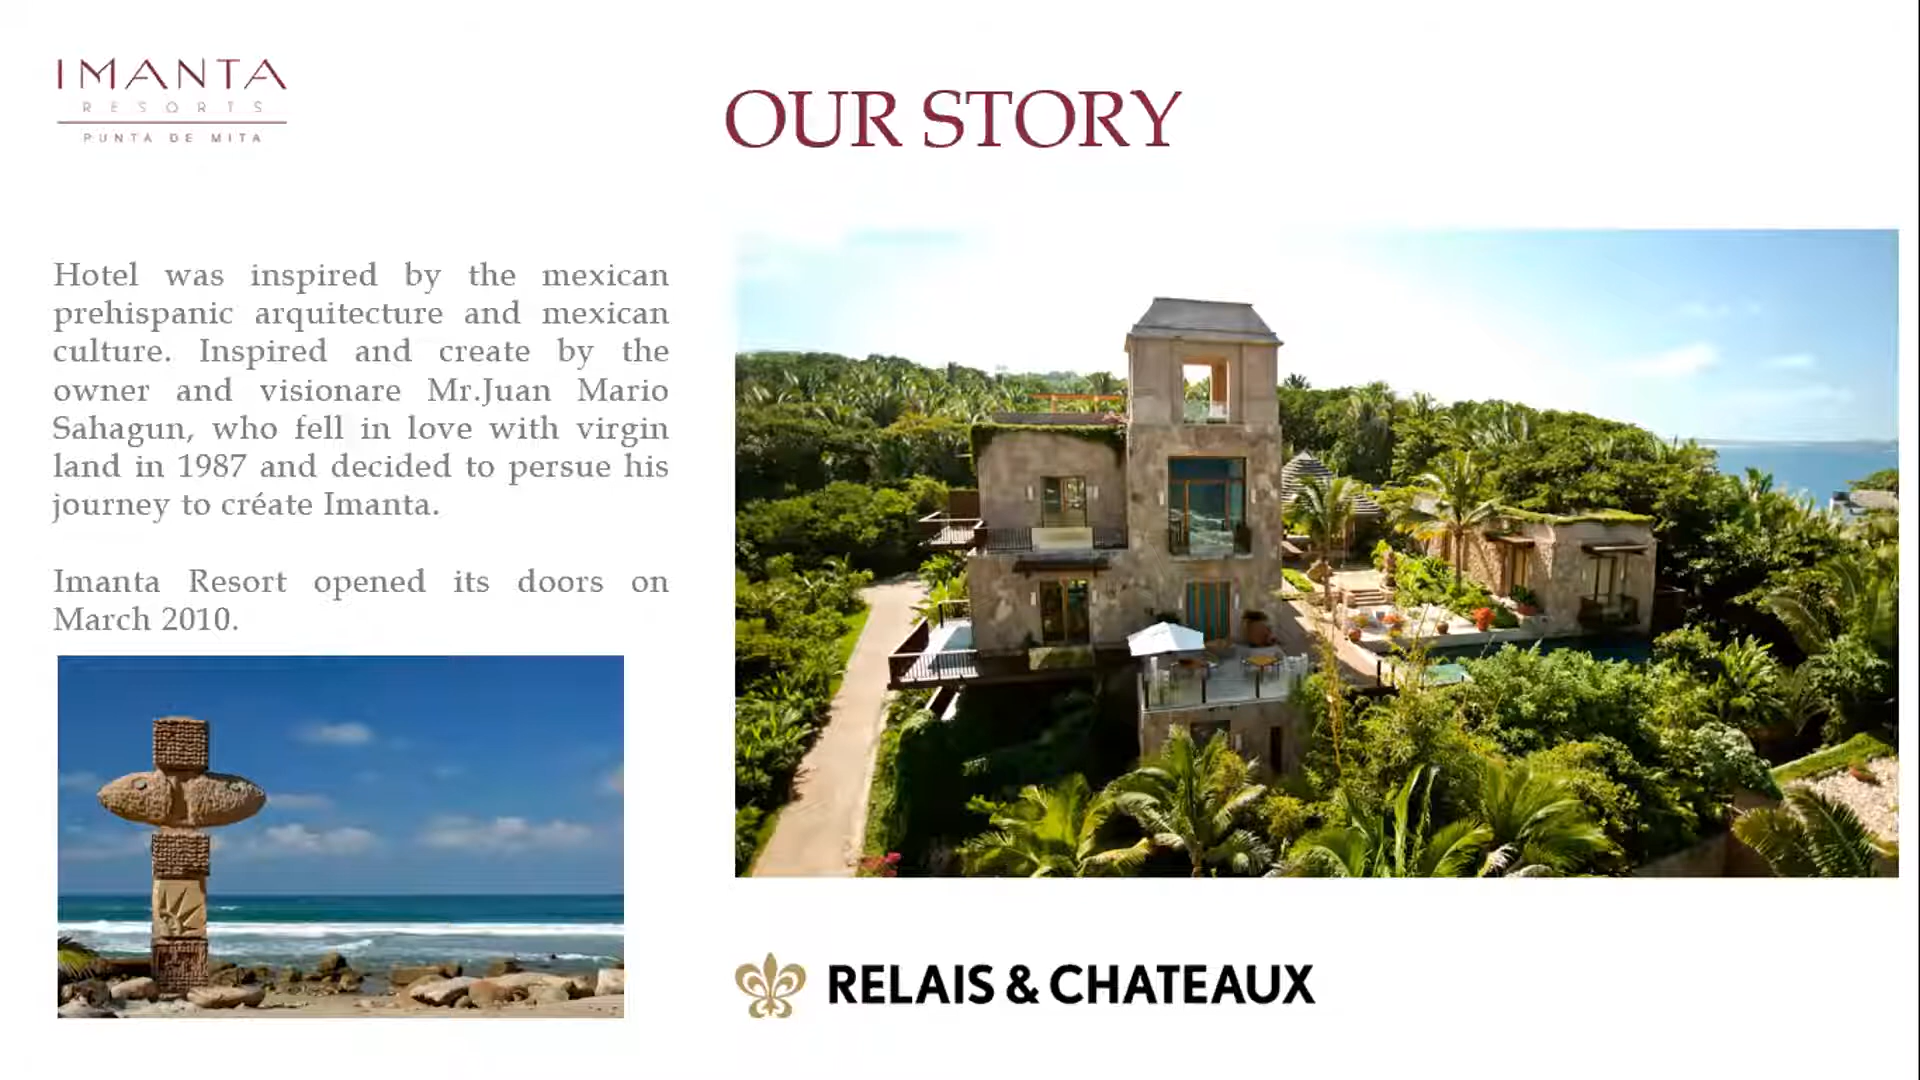 IMANTA
RESORTS
PUNTA DE MITA
OUR STORY
Hotel was inspired by the mexican
prehispanic arquitecture and mexican
culture. Inspired and create by the
owner and visionare Mr.Juan Mario
Sahagun, who fell in love with virgin
land in 1987 and decided to persue his
journey to créate Imanta.
Imanta Resort opened its doors on
March 2010.
RELAIS & CHATEAUX